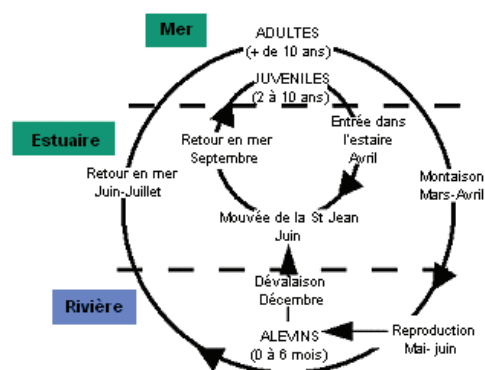 Mer
ADULTES
(+ de 10 ans)
JUVENILES
(2 à 10 ans)
Estuaire
Retour en mer
Septembre
Entrée dans
l'estaire
Avril
Retour en mer
Juin-Juillet
Montaison
Mars-Avril
Mouvée de la St Jean
Juin
Rivière
Dévalaison
Décembre
ALEVINS
(0 à 6 mois)
Reproduction
Mai- juin